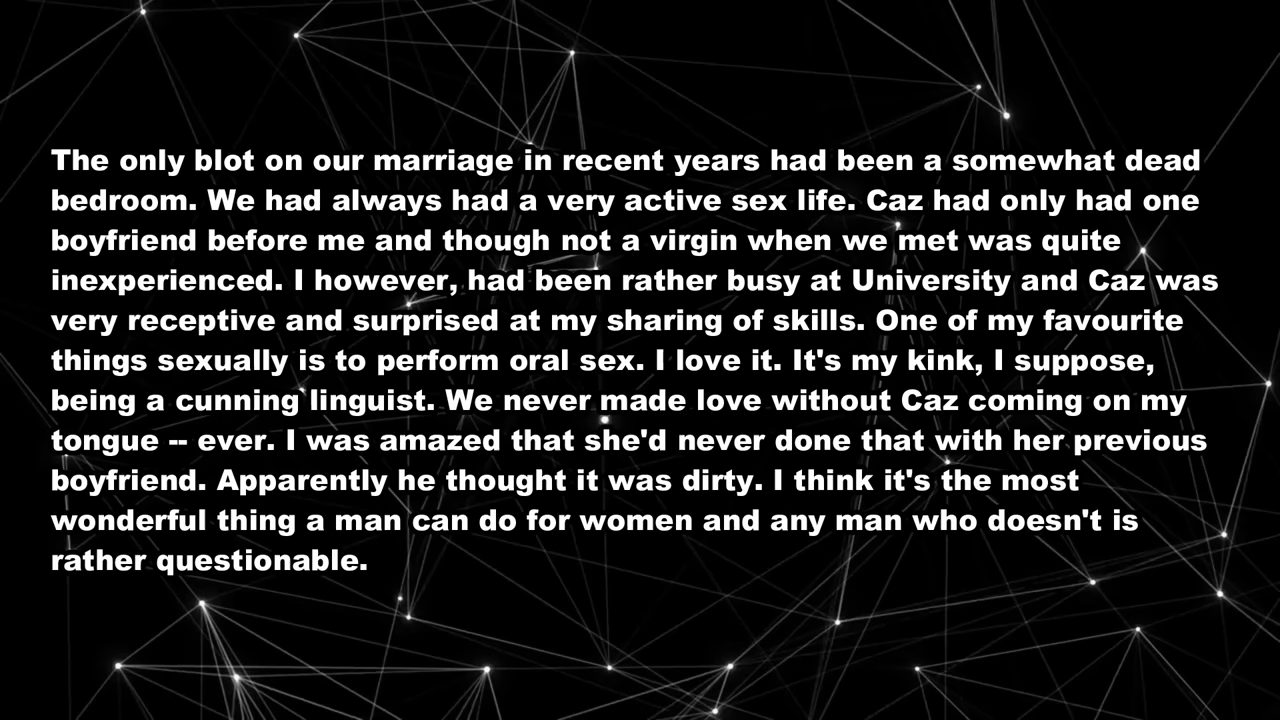 The only blot on our marriage in recent years had been a somewhat dead
bedroom. We had always had a very active sex life. Caz had only had one
boyfriend before me and though not a virgin when we met was quite
inexperienced. I however, had been rather busy at University and Caz was
very receptive and surprised at my sharing of skills. One of my favourite
things sexually is to perform oral sex. I love it. It's my kink, I suppose,
being a cunning linguist. We never made love without Caz coming on my
tongue -- ever. I was amazed that she'd never done that with her previous
boyfriend. Apparently he thought it was dirty. I think it's the most
wonderful thing a man can do for women and any man who doesn't is
rather questionable.